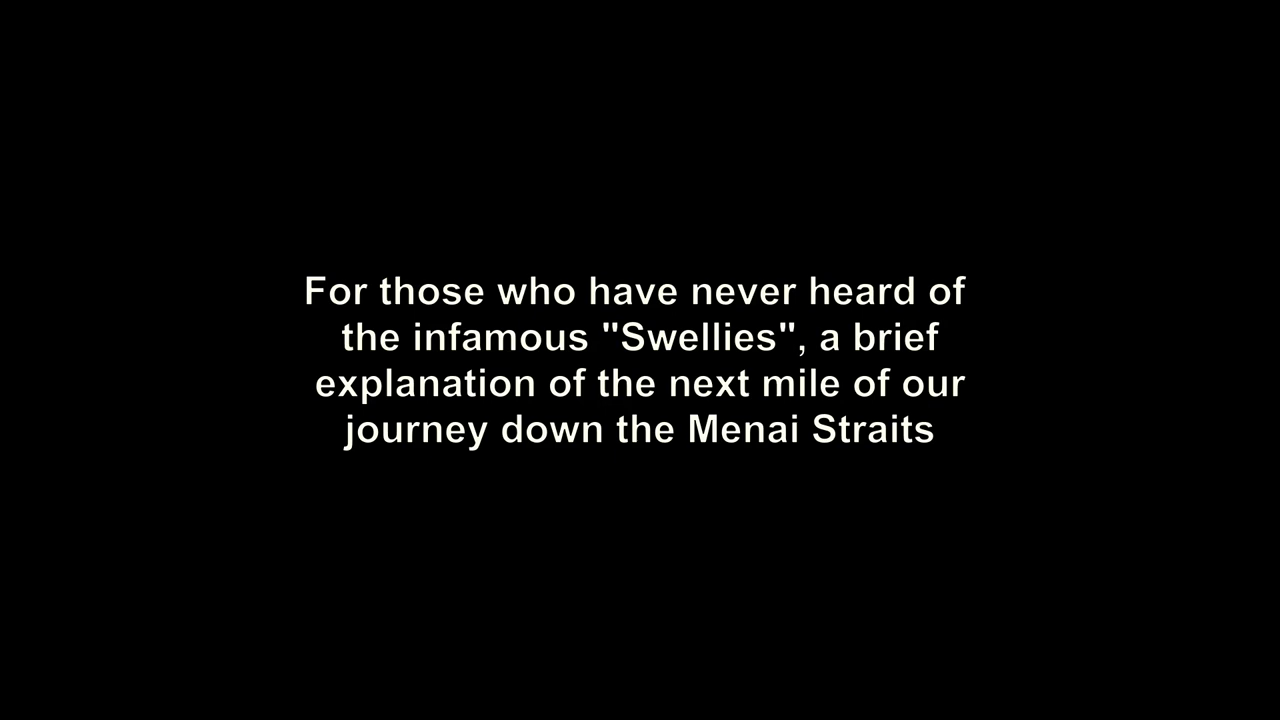 For those who have never heard of
the infamous "Swellies", a brief
explanation of the next mile of our
journey down the Menai Straits